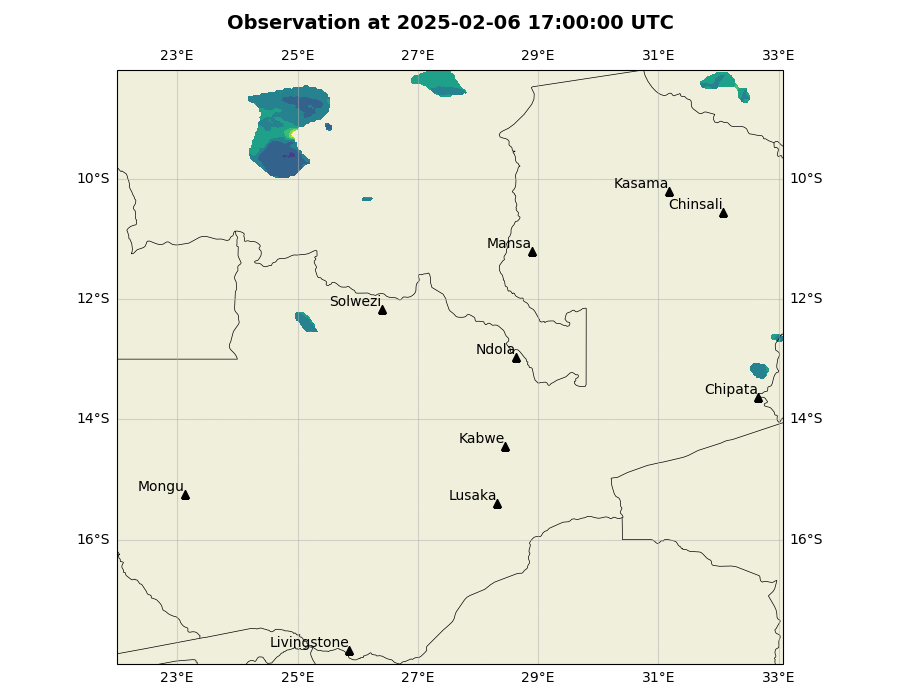 Observation at 2025-02-06 17:00:00 UTC
23°E 25°E 27°E 29°E 31°E 33°E
10°S 10°S
Kasama
Chinsali
Mansa
12°S 12°S
Solwezi
Ndola
Chipata
14°S 14°S
Kabwe
Mongu
Lusaka
16°S 16°S
Livingstone
23°E 25°E 27°E 29°E 31°E 33°E